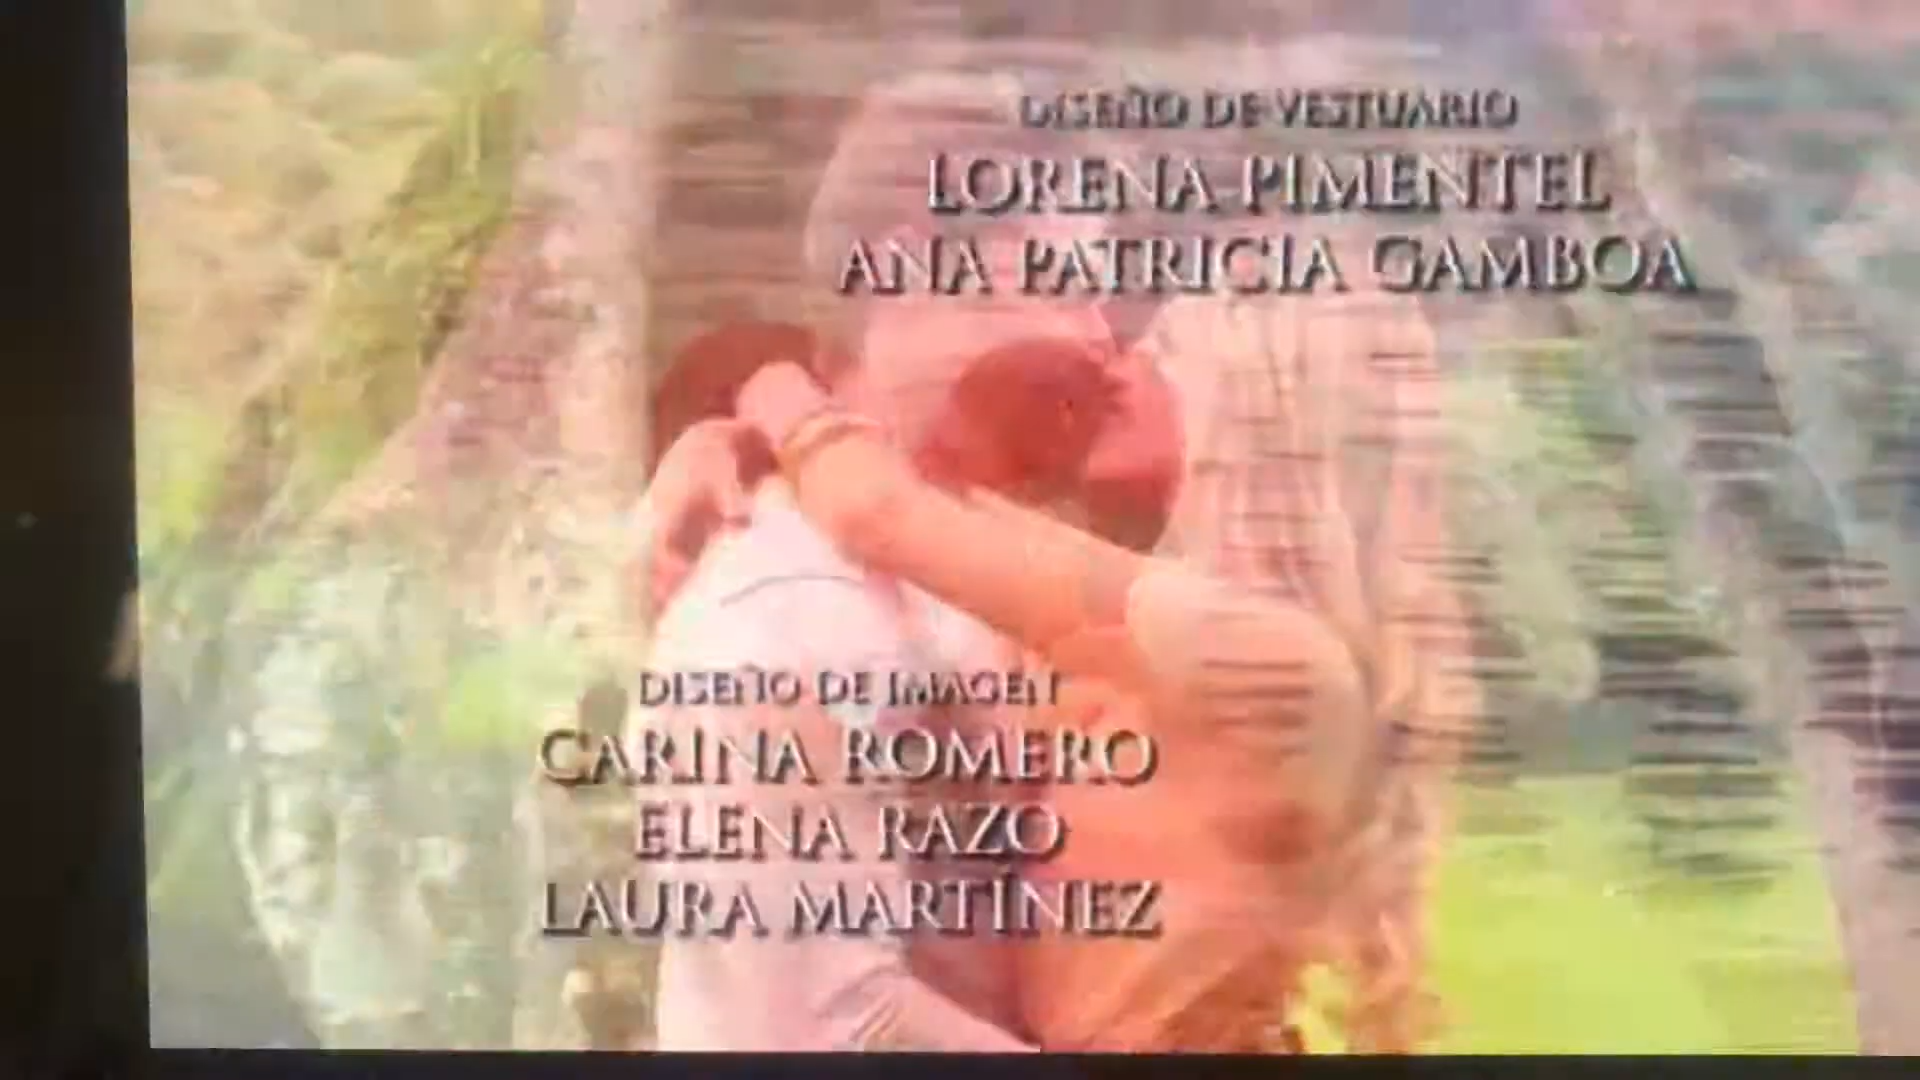 DISEÑO DE VESTUARIO
LORENA PIMENTEL
ANA PATRICIA GAMBOA
DISEÑO DE IMAGEN
CARINA ROMERO
ELENA RAZO
LAURA MARTÍNEZ